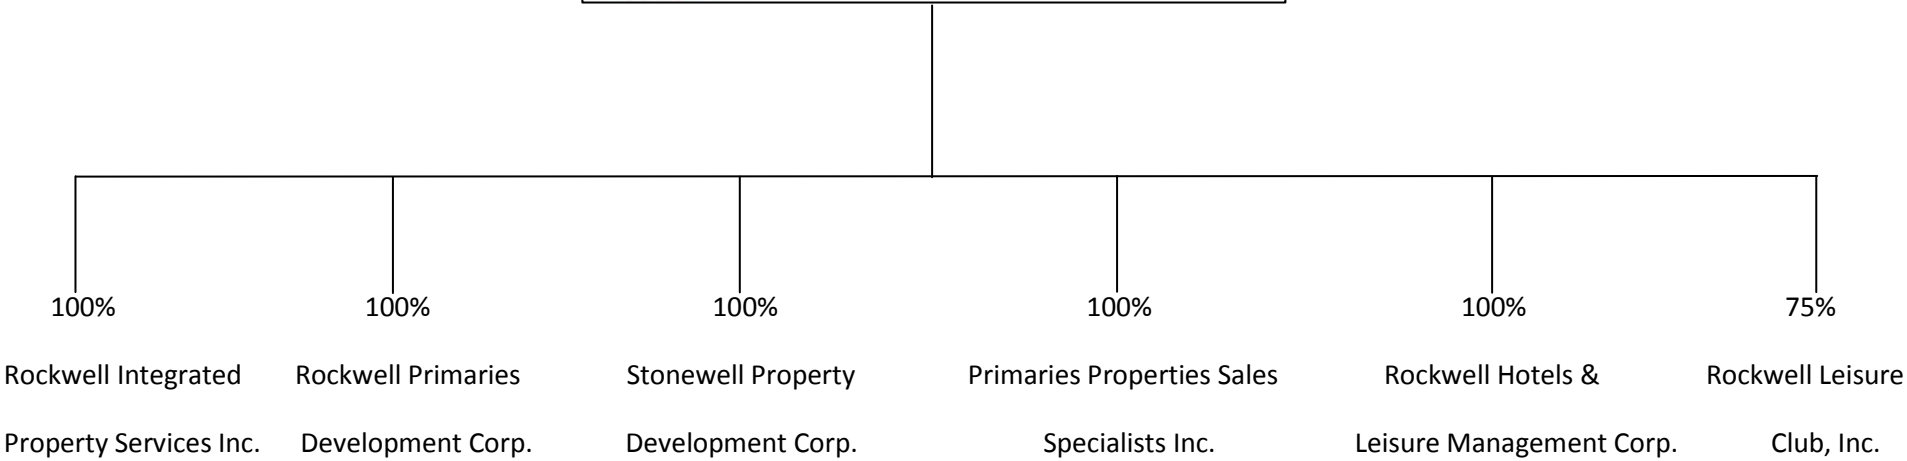 100% 100% 100% 100% 100% 75%
Rockwell Integrated Rockwell Primaries Stonewell Property Primaries Properties Sales Rockwell Hotels & Rockwell Leisure
Property Services Inc. Development Corp. Development Corp. Specialists Inc. Leisure Management Corp. Club, Inc.